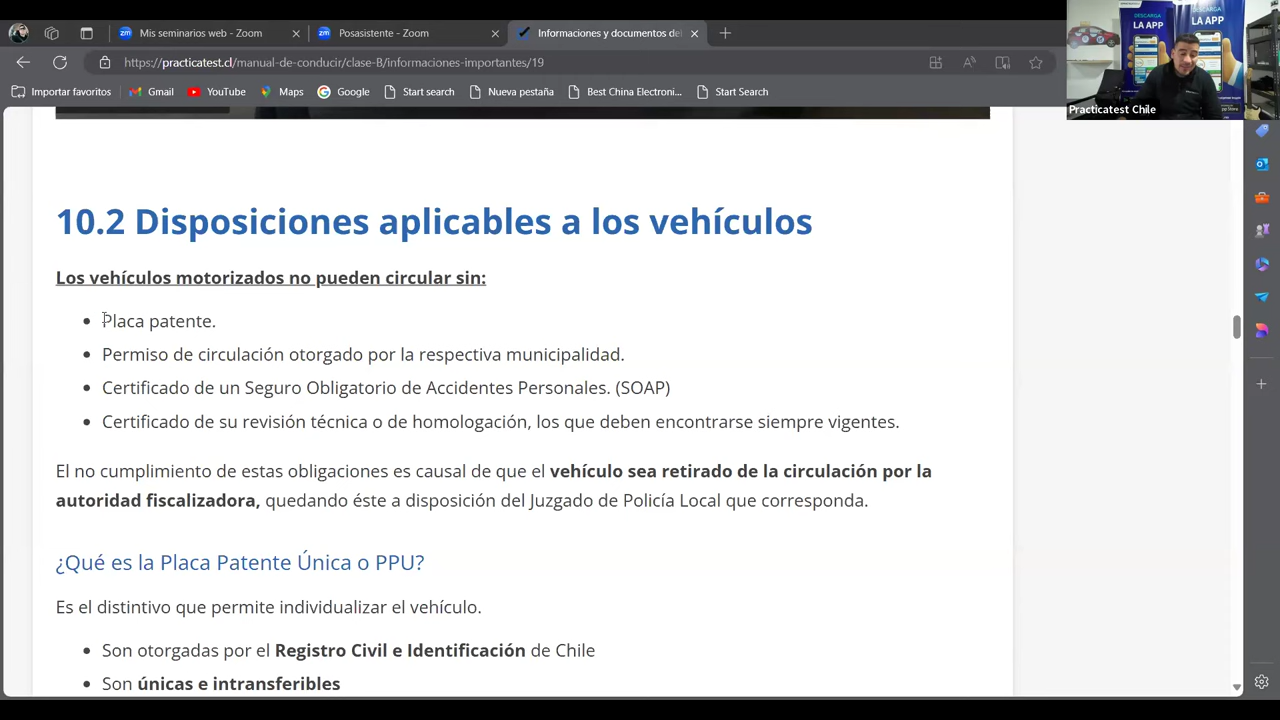 Mis seminarios web - Zoom
Posasistente - Zoom
Informaciones y documentos del
https://practicatest.cl/manual-de-conducir/clase-B/informaciones-importantes/19
Importar favoritos
Gmail
YouTube
Maps
Google
Start search
Nueva pestaña
Best China Electroni...
Start Search
DESCARGA
LA APP
DESCARGA
LA APP
Practicatest Chile
10.2 Disposiciones aplicables a los vehículos
Los vehículos motorizados no pueden circular sin:
Placa patente.
Permiso de circulación otorgado por la respectiva municipalidad.
Certificado de un Seguro Obligatorio de Accidentes Personales. (SOAP)
Certificado de su revisión técnica o de homologación, los que deben encontrarse siempre vigentes.
El no cumplimiento de estas obligaciones es causal de que el vehículo sea retirado de la circulación por la
autoridad fiscalizadora, quedando éste a disposición del Juzgado de Policía Local que corresponda.
¿Qué es la Placa Patente Única o PPU?
Es el distintivo que permite individualizar el vehículo.
Son otorgadas por el Registro Civil e Identificación de Chile
Son únicas e intransferibles